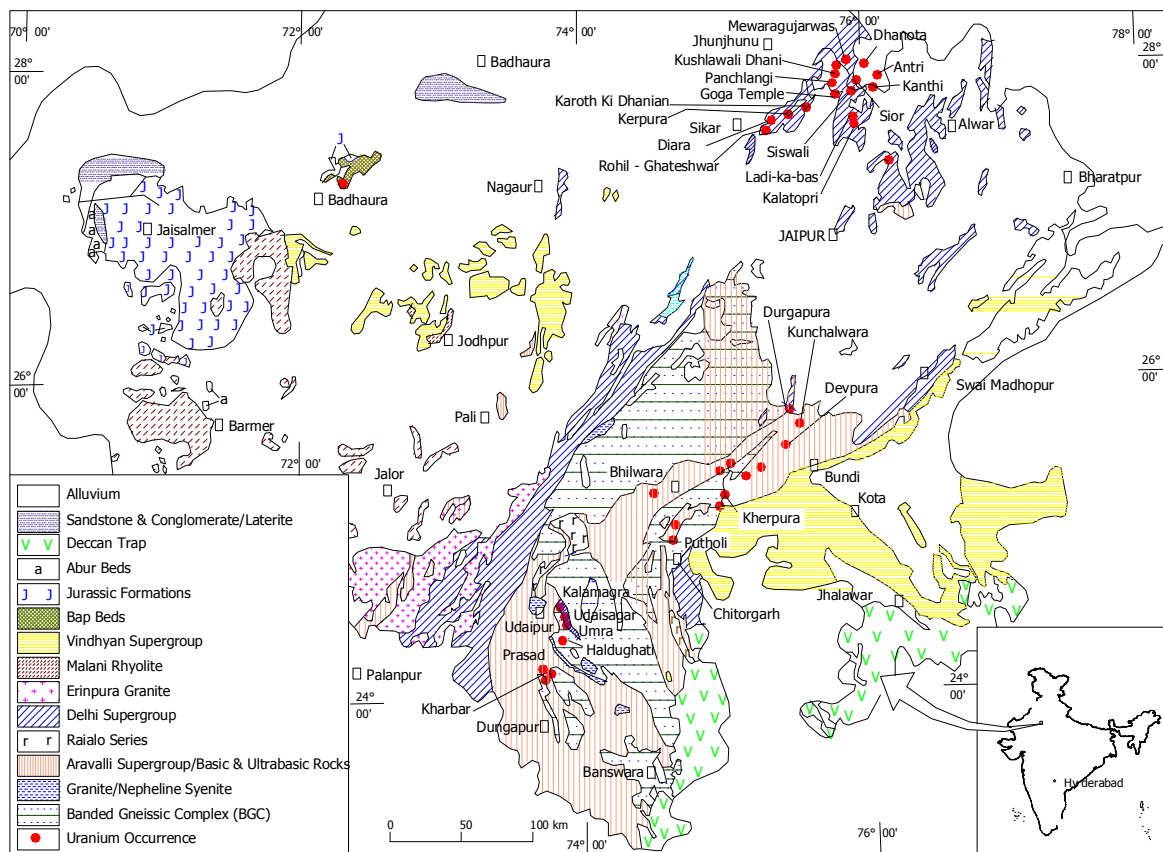 70° 00'
72° 00'
74° 00'
76° 00'
78° 00'
28° 00'
28° 00'
Mewaragujarwas
Dhanota
Jhunjhunu
Badhaura
Kushlawali Dhani
Antri
Panchlangi
Kanthi
Goga Temple
Karoth Ki Dhanian
Kerpura
Sior
Sikar
Alwar
Diara
Siswali
Rohil - Ghateshwar
J
Ladi-ka-bas
Bharatpur
Nagaur
Kalatopri
Badhaura
a
a
a
Jaisalmer
JAIPUR
J J J J J J J J J J
Durgapura
Kunchalwara
Jodhpur
26° 00'
26° 00'
Devpura
Swai Madhopur
a
Pali
Barmer
72° 00'
Bhilwara
Bundi
Jalor
Kota
Kherpura
r r
r r
Putholi
Kalamagra
Chitorgarh
Jhalawar
Udaisagar
Udaipur
Umra
Haldughati
Prasad
Palanpur
24° 00'
24° 00'
Kharbar
Dungapur
Banswara
V V V V V V V V V V
Hyderabad
0 50 100 km
74° 00'
76° 00'
Alluvium
Sandstone & Conglomerate/Laterite
V V Deccan Trap
a Abur Beds
J J Jurassic Formations
Bap Beds
Vindhyan Supergroup
Malani Rhyolite
Erinpura Granite
Delhi Supergroup
r r Raialo Series
Aravalli Supergroup/Basic & Ultrabasic Rocks
Granite/Nepheline Syenite
Banded Gneissic Complex (BGC)
Uranium Occurrence